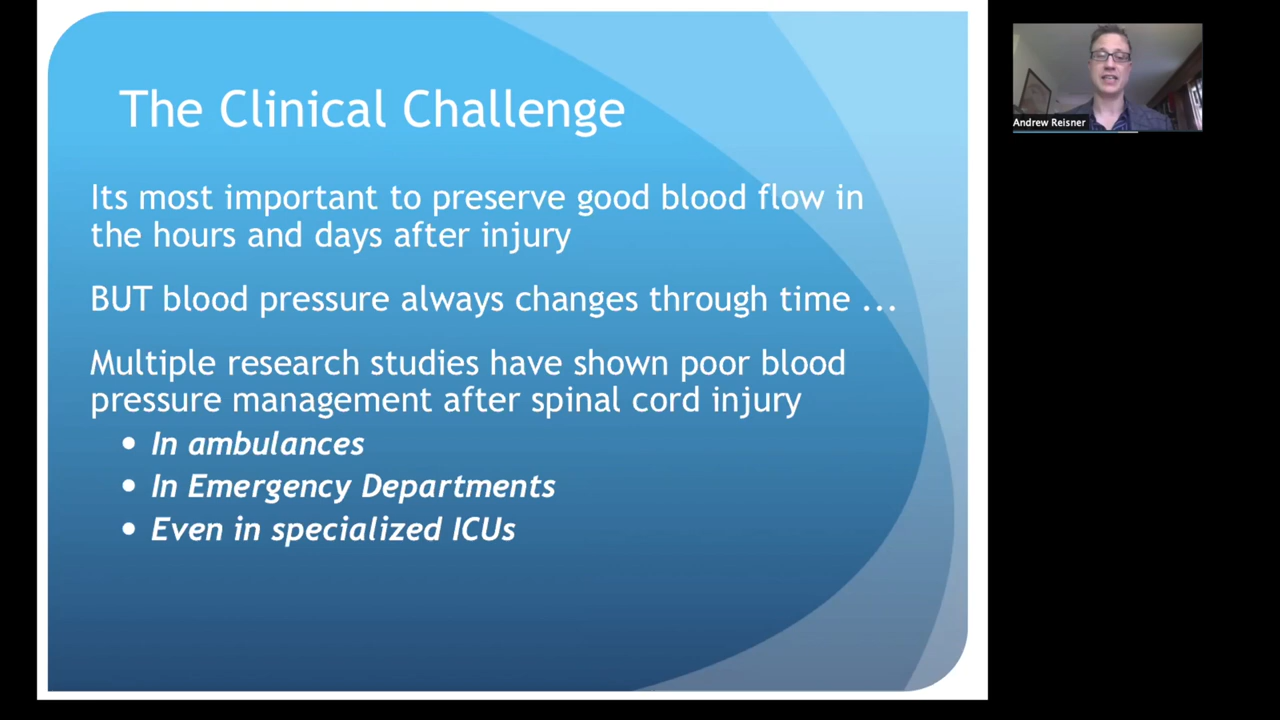 The Clinical Challenge
Its most important to preserve good blood flow in
the hours and days after injury
BUT blood pressure always changes through time ...
Multiple research studies have shown poor blood
pressure management after spinal cord injury
• In ambulances
• In Emergency Departments
• Even in specialized ICUs
Andrew Reisner